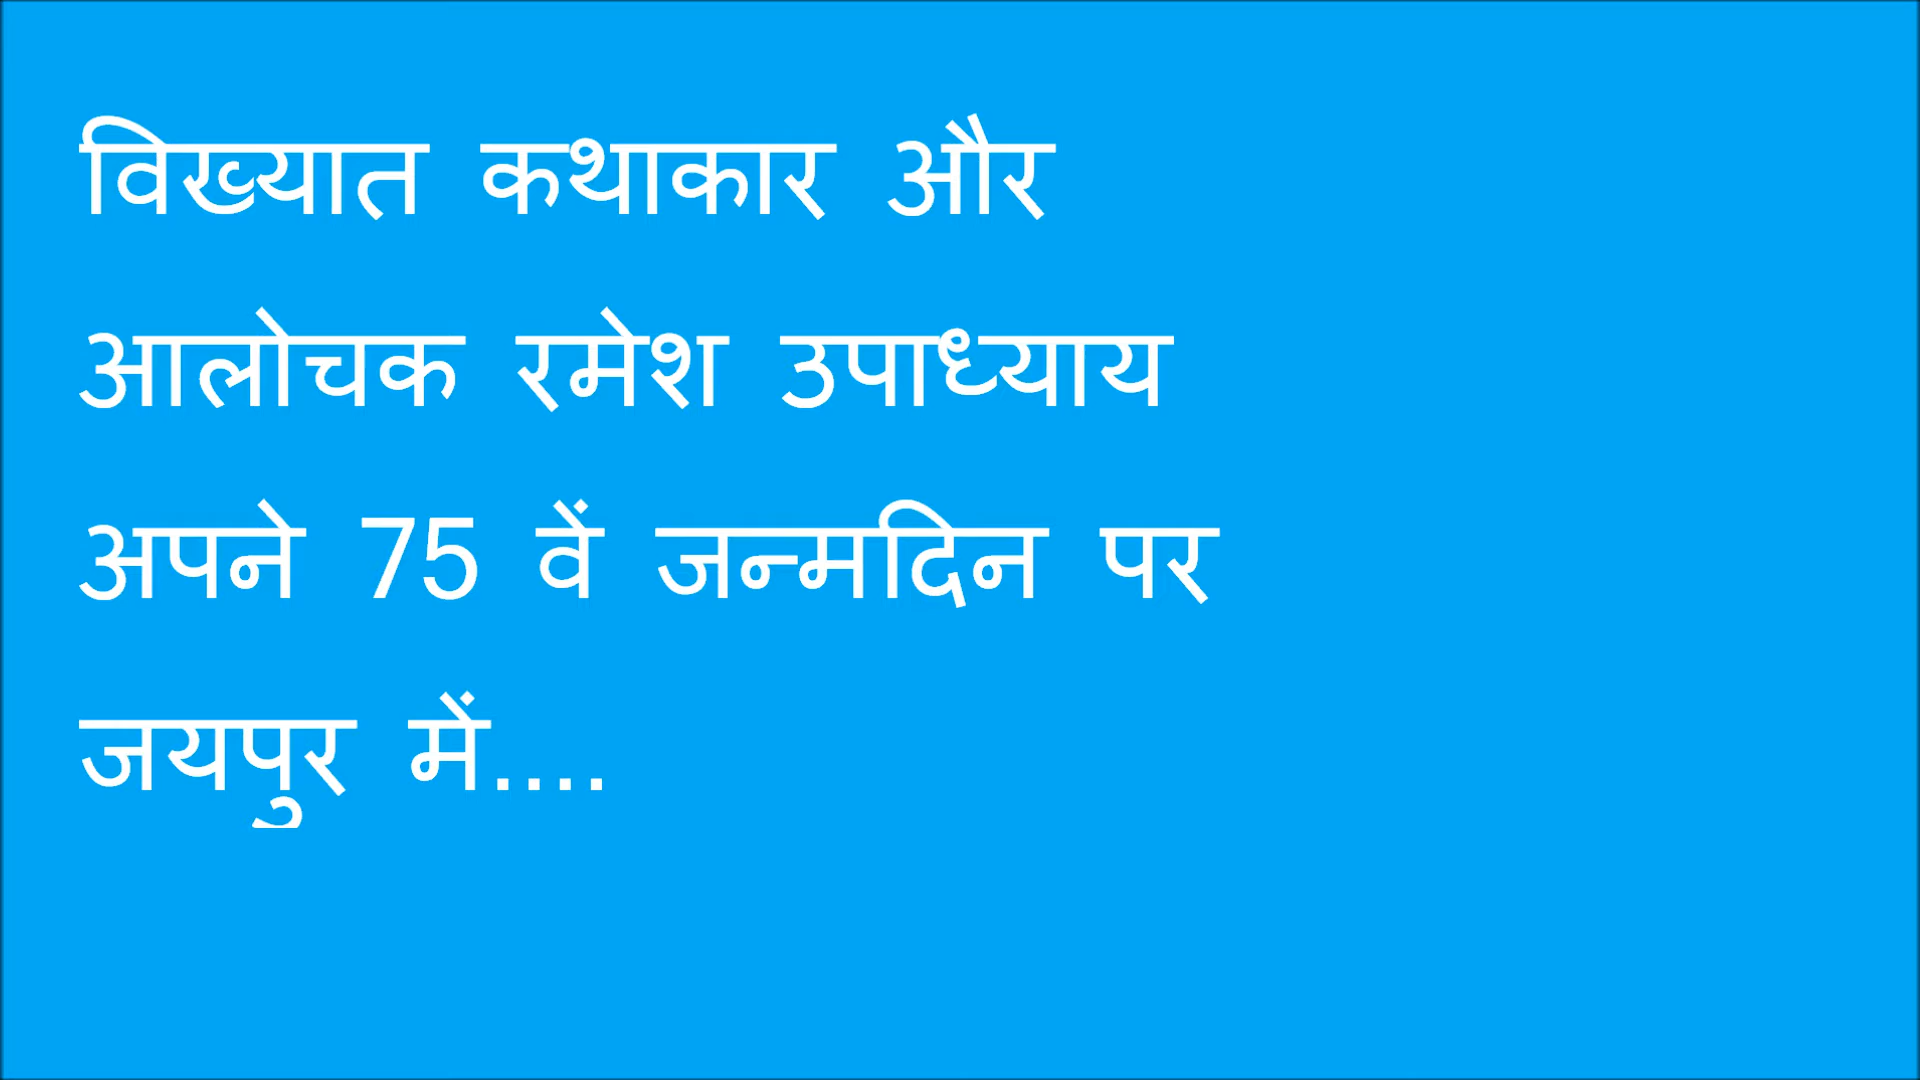 विख्यात कथाकार और
आलोचक रमेश उपाध्याय
अपने 75 वें जन्मदिन पर
जयपुर में....